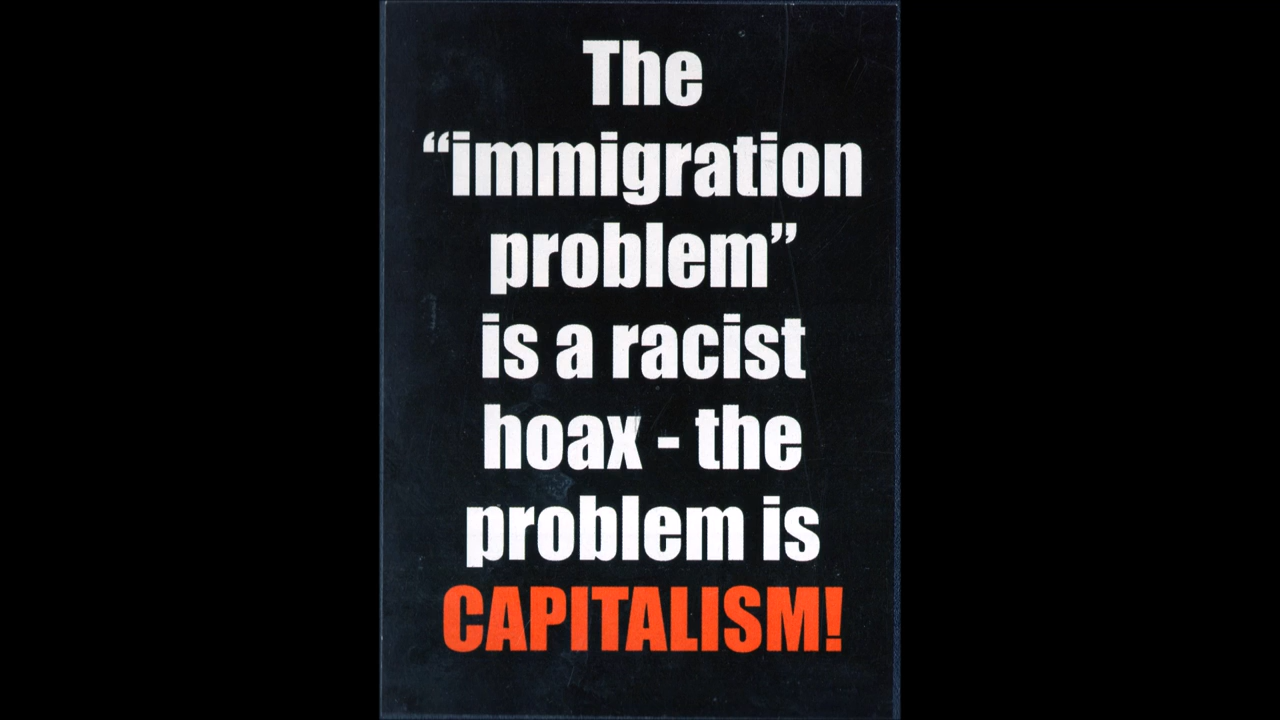 The
“immigration
problem”
is a racist
hoax - the
problem is
CAPITALISM!